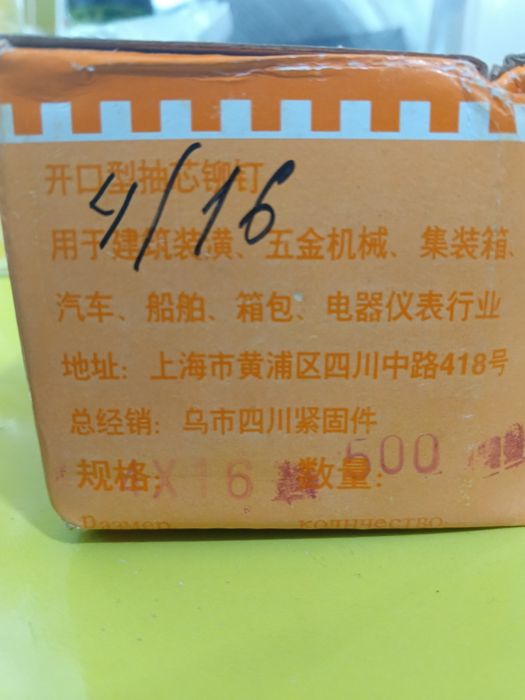 开口型抽芯铆钉
4/16
用于建筑装潢、五金机械、集装箱、
汽车、船舶、箱包、电器仪表行业
地址：上海市黄浦区四川中路418号
总经销：乌市四川紧固件
规格：4X16 数量：500
Размер количество